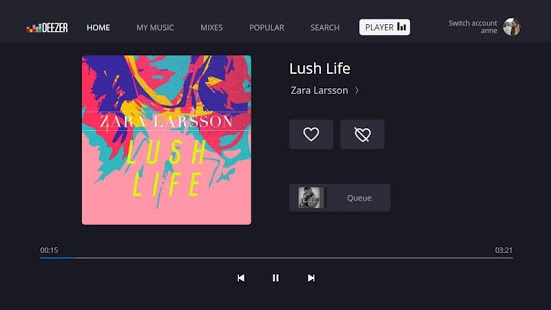 DEEZER HOME MY MUSIC MIXES POPULAR SEARCH PLAYER Switch account
anne
ZARA LARSSON
LUSH
LIFE
Lush Life
Zara Larsson
Queue
00:15 03:21